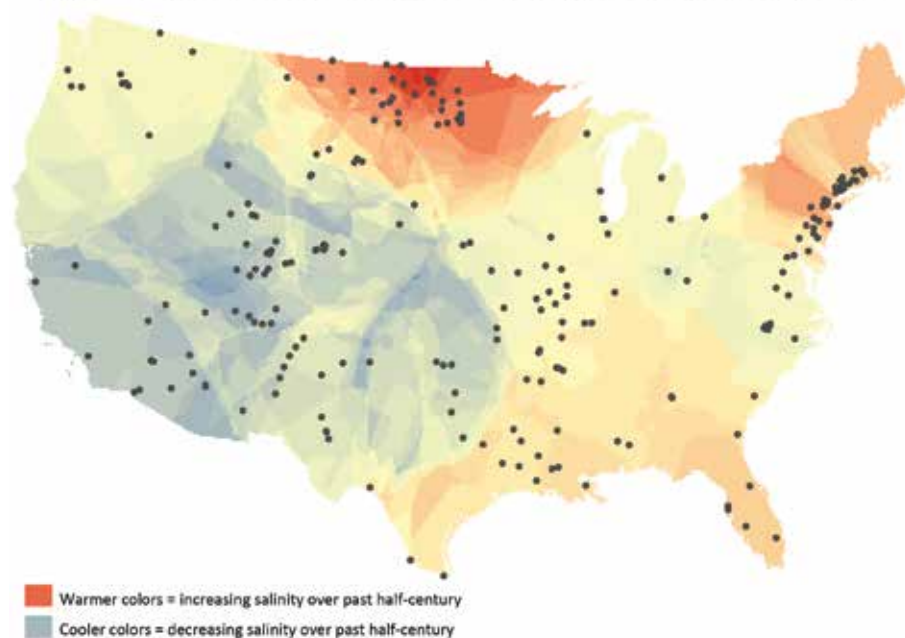 Warmer colors = increasing salinity over past half-century
Cooler colors = decreasing salinity over past half-century